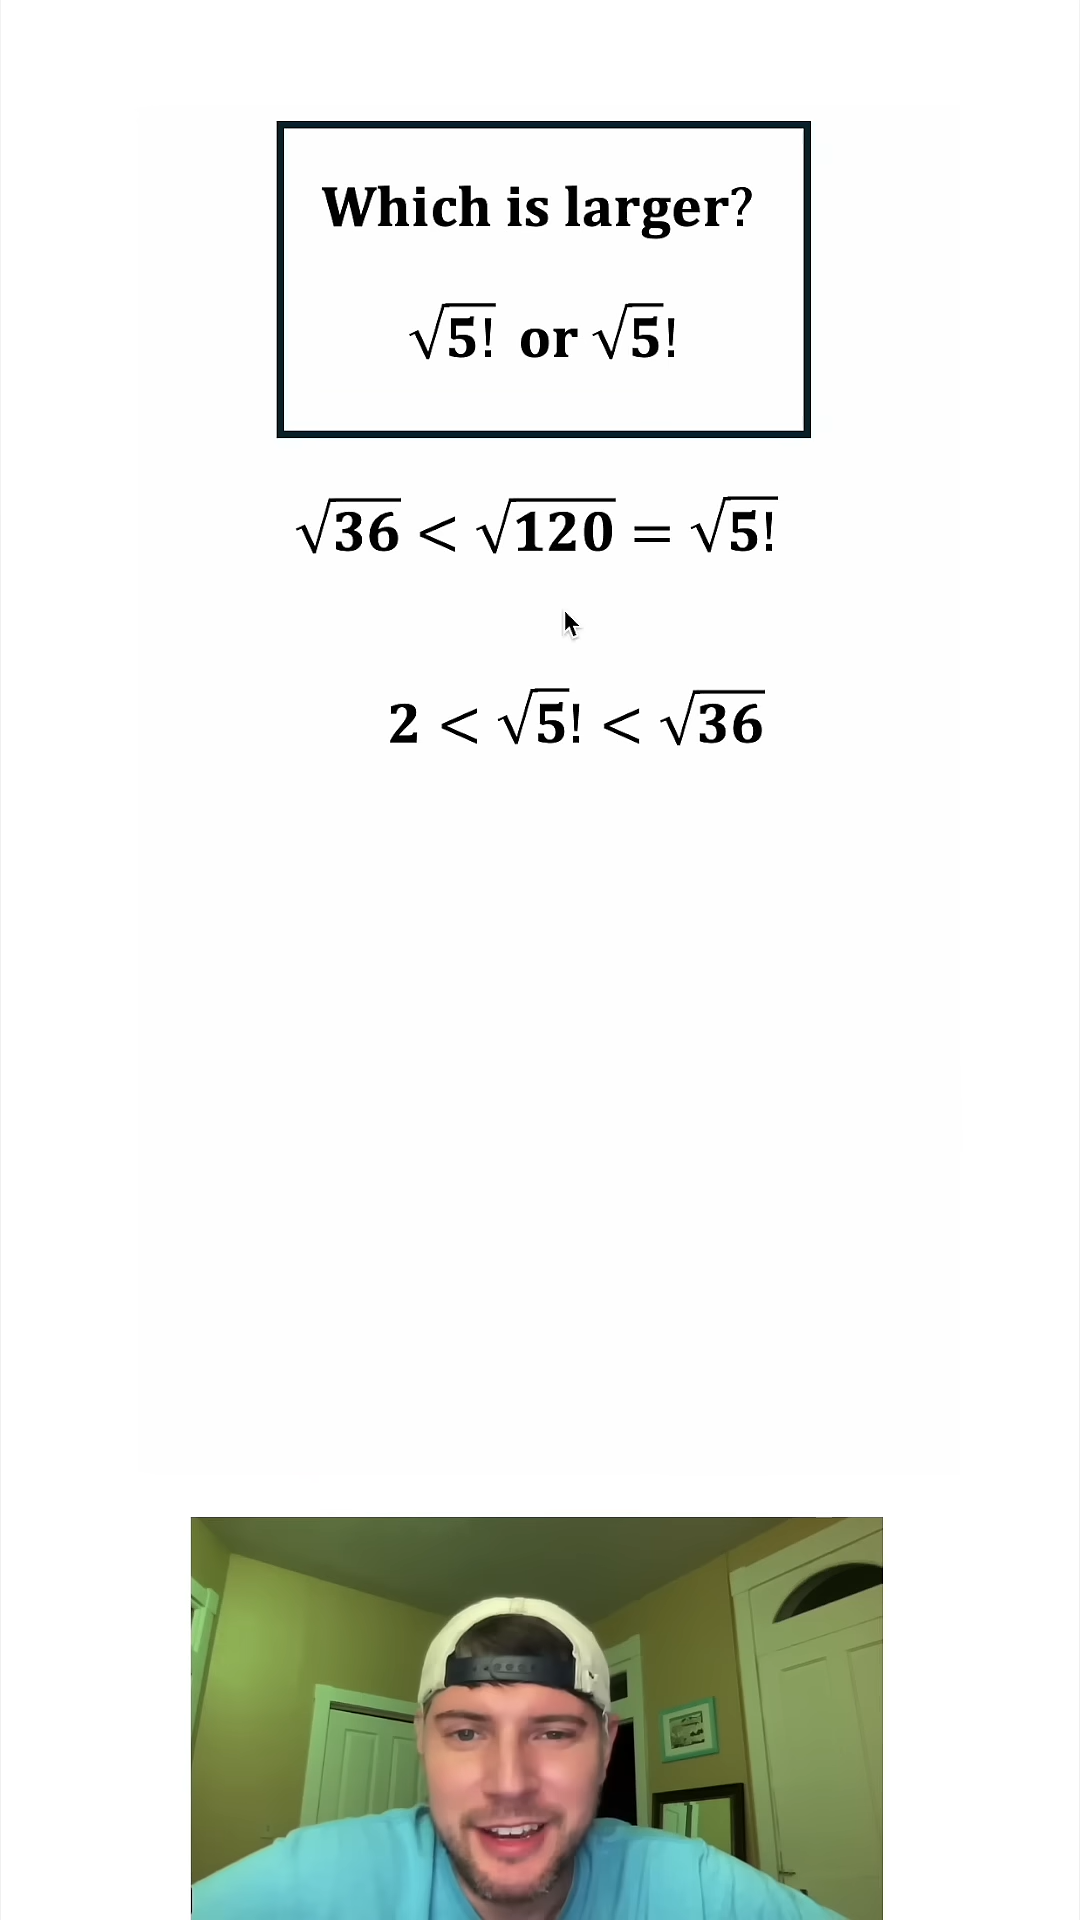 Which is larger?
√5! or √5!
√36 < √120 = √5!
2 < √5! < √36